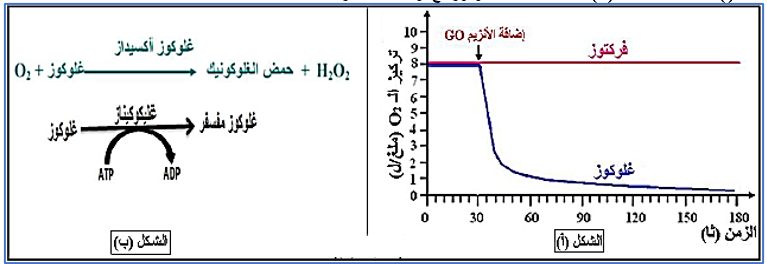 إضافة الأنزيم GO
فركتوز
غلوكوز
تركيز الـ O2 (ملغ/ل)
10
9
8
7
6
5
4
3
2
1
0
0 30 60 90 120 150 180
الزمن (ثا)
الشكل (أ)
غلوكوز أكسيداز
O2 + غلوكوز حمض الغلوكونيك + H2O2
غليكوكيناز
غلوكوز غلوكوز مفسفر
ATP ADP
الشكل (ب)